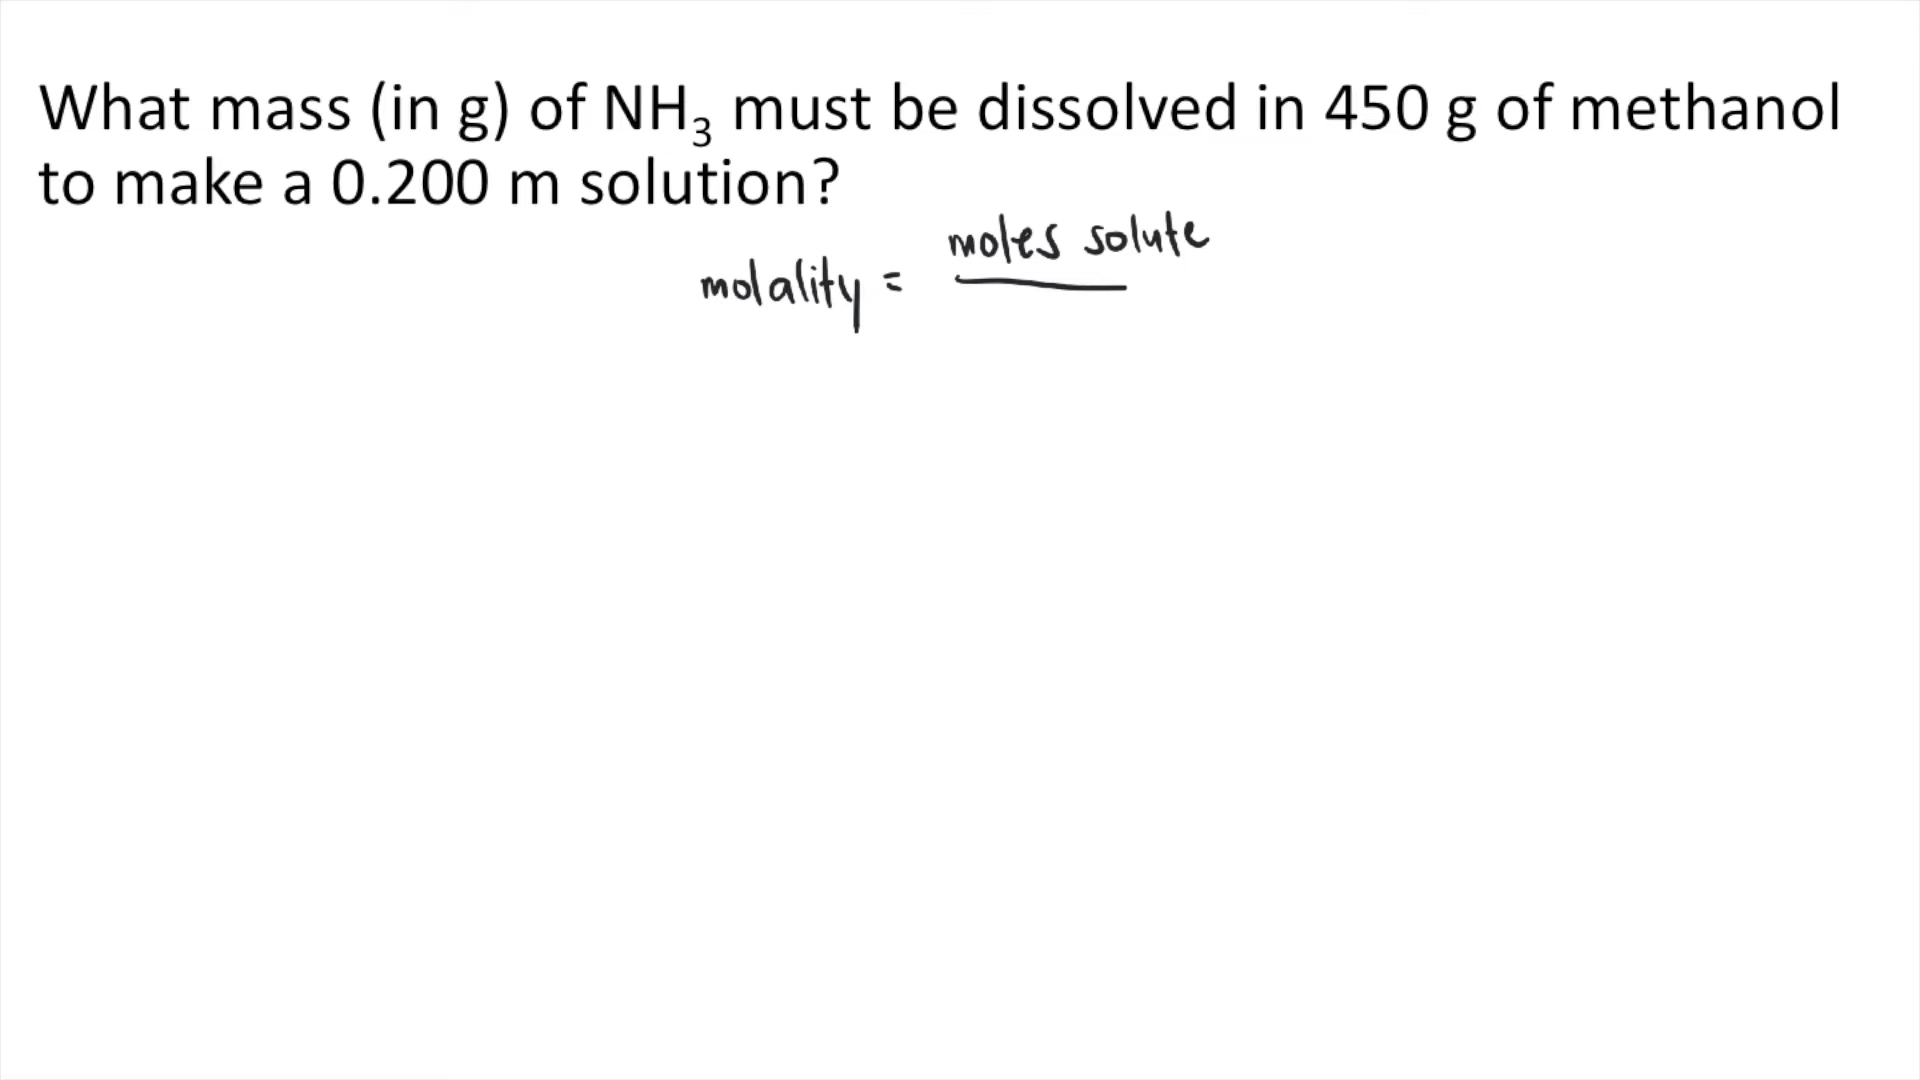 What mass (in g) of NH₃ must be dissolved in 450 g of methanol
to make a 0.200 m solution?
moles solute
molality =